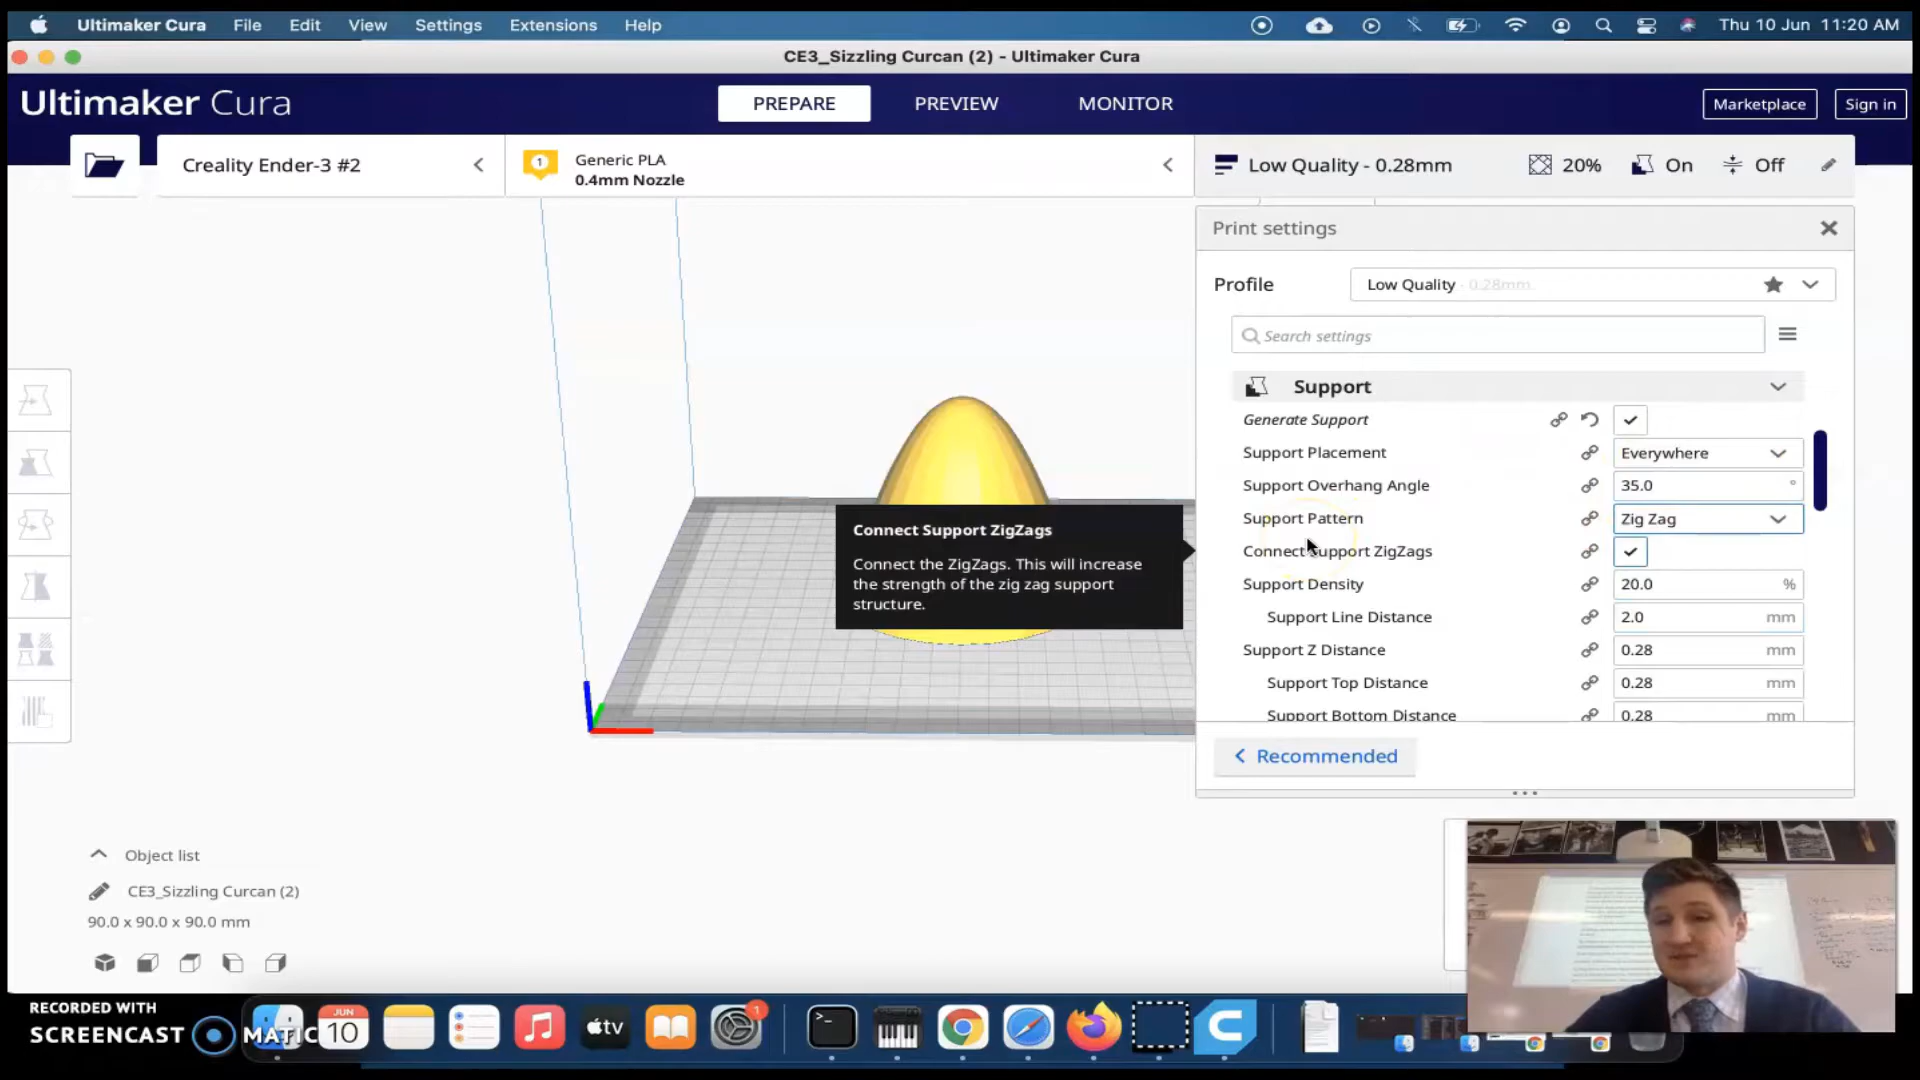 Ultimaker Cura File Edit View Settings Extensions Help Thu 10 Jun 11:20 AM
CE3_Sizzling Curcan (2) - Ultimaker Cura
Ultimaker Cura PREPARE PREVIEW MONITOR Marketplace Sign in
Creality Ender-3 #2
1 Generic PLA
0.4mm Nozzle
Low Quality - 0.28mm 20% On Off
Print settings
Profile Low Quality - 0.28mm
Search settings
Support
Generate Support
Support Placement Everywhere
Support Overhang Angle 35.0 °
Support Pattern Zig Zag
Connect Support ZigZags
Support Density 20.0 %
Support Line Distance 2.0 mm
Support Z Distance 0.28 mm
Support Top Distance 0.28 mm
Support Bottom Distance 0.28 mm
Recommended
Connect Support ZigZags
Connect the ZigZags. This will increase
the strength of the zig zag support
structure.
Object list
CE3_Sizzling Curcan (2)
90.0 x 90.0 x 90.0 mm
RECORDED WITH
SCREENCAST MATIC
JUN
10
tv
1